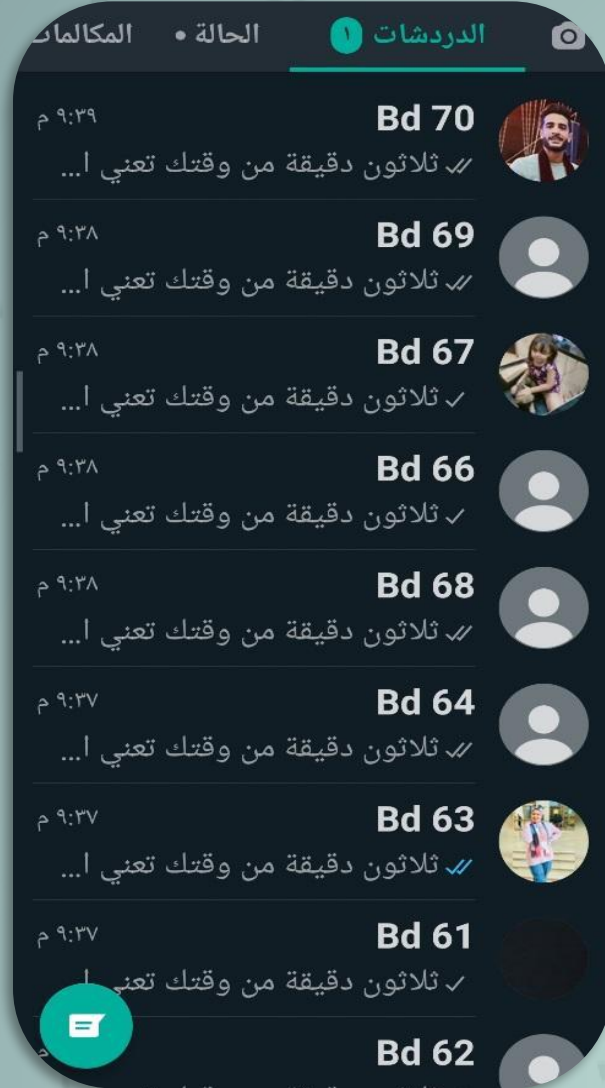 الدردشات ١ الحالة • المكالمات
Bd 70 ٩:٣٩ م
ثلاثون دقيقة من وقتك تعني ا...
Bd 69 ٩:٣٨ م
ثلاثون دقيقة من وقتك تعني ا...
Bd 67 ٩:٣٨ م
ثلاثون دقيقة من وقتك تعني ا...
Bd 66 ٩:٣٨ م
ثلاثون دقيقة من وقتك تعني ا...
Bd 68 ٩:٣٨ م
ثلاثون دقيقة من وقتك تعني ا...
Bd 64 ٩:٣٧ م
ثلاثون دقيقة من وقتك تعني ا...
Bd 63 ٩:٣٧ م
ثلاثون دقيقة من وقتك تعني ا...
Bd 61 ٩:٣٧ م
ثلاثون دقيقة من وقتك تعني ا
Bd 62 م